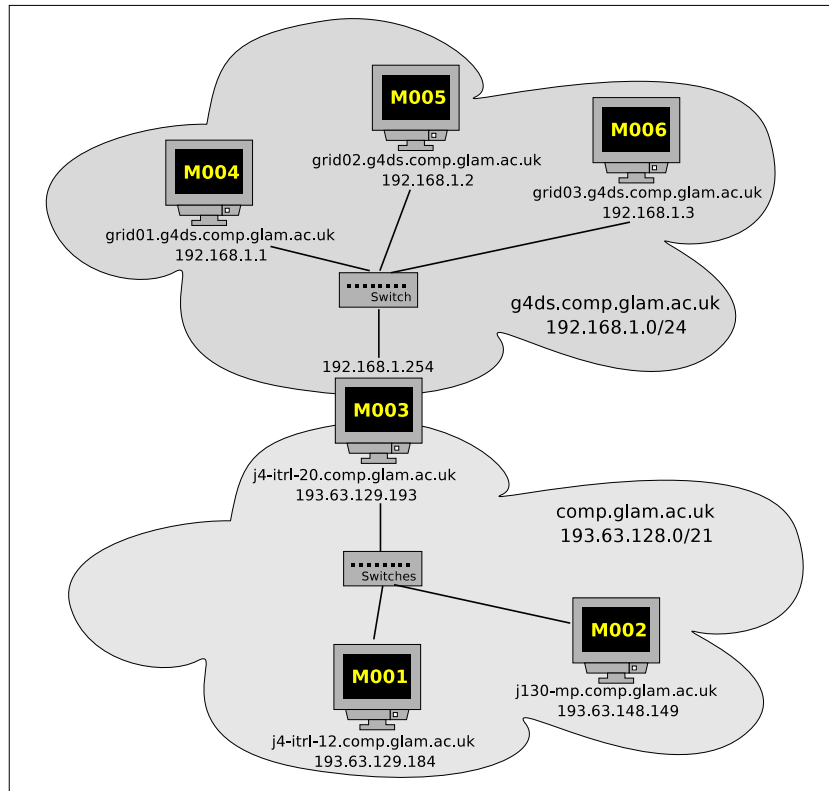 M005
grid02.g4ds.comp.glam.ac.uk
192.168.1.2
M006
grid03.g4ds.comp.glam.ac.uk
192.168.1.3
M004
grid01.g4ds.comp.glam.ac.uk
192.168.1.1
Switch
g4ds.comp.glam.ac.uk
192.168.1.0/24
192.168.1.254
M003
j4-itrl-20.comp.glam.ac.uk
193.63.129.193
comp.glam.ac.uk
193.63.128.0/21
Switches
M002
j130-mp.comp.glam.ac.uk
193.63.148.149
M001
j4-itrl-12.comp.glam.ac.uk
193.63.129.184